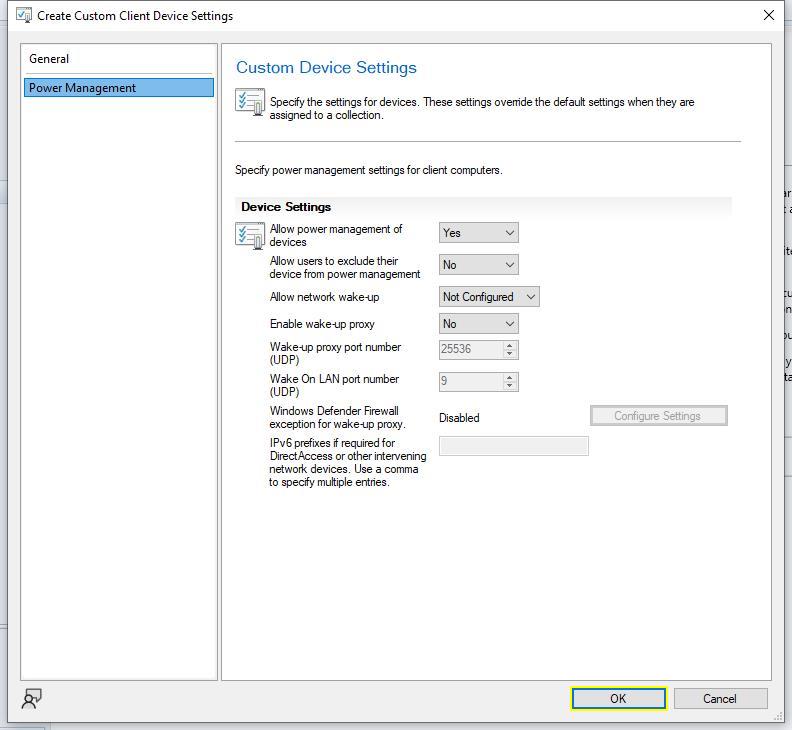 Create Custom Client Device Settings
General
Power Management
Custom Device Settings
Specify the settings for devices. These settings override the default settings when they are
assigned to a collection.
Specify power management settings for client computers.
Device Settings
Allow power management of
devices
Yes
Allow users to exclude their
device from power management
No
Allow network wake-up
Not Configured
Enable wake-up proxy
No
Wake-up proxy port number
(UDP)
25536
Wake On LAN port number
(UDP)
9
Windows Defender Firewall
exception for wake-up proxy.
Disabled
Configure Settings
IPv6 prefixes if required for
DirectAccess or other intervening
network devices. Use a comma
to specify multiple entries.
OK
Cancel